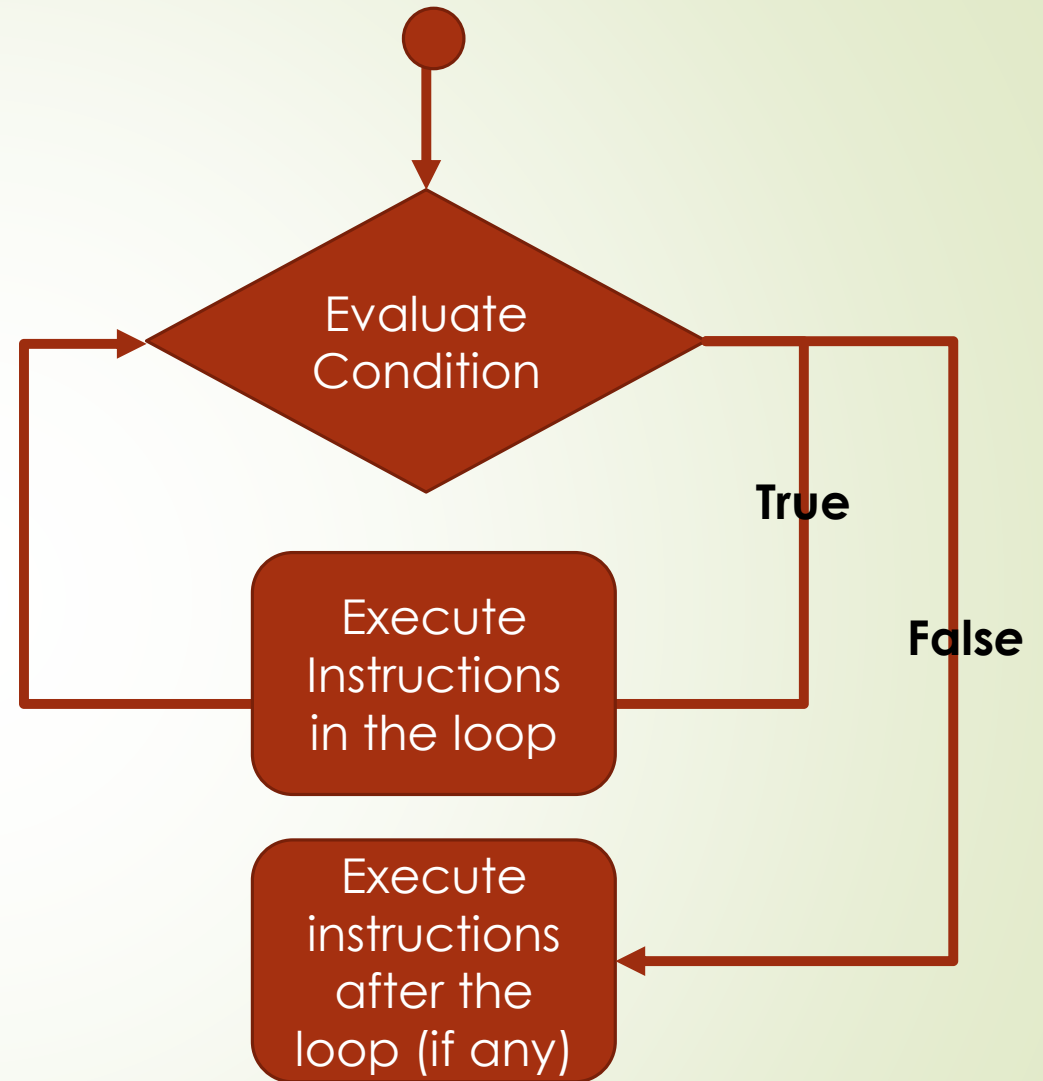 Evaluate
Condition
True
Execute
Instructions
in the loop
False
Execute
instructions
after the
loop (if any)